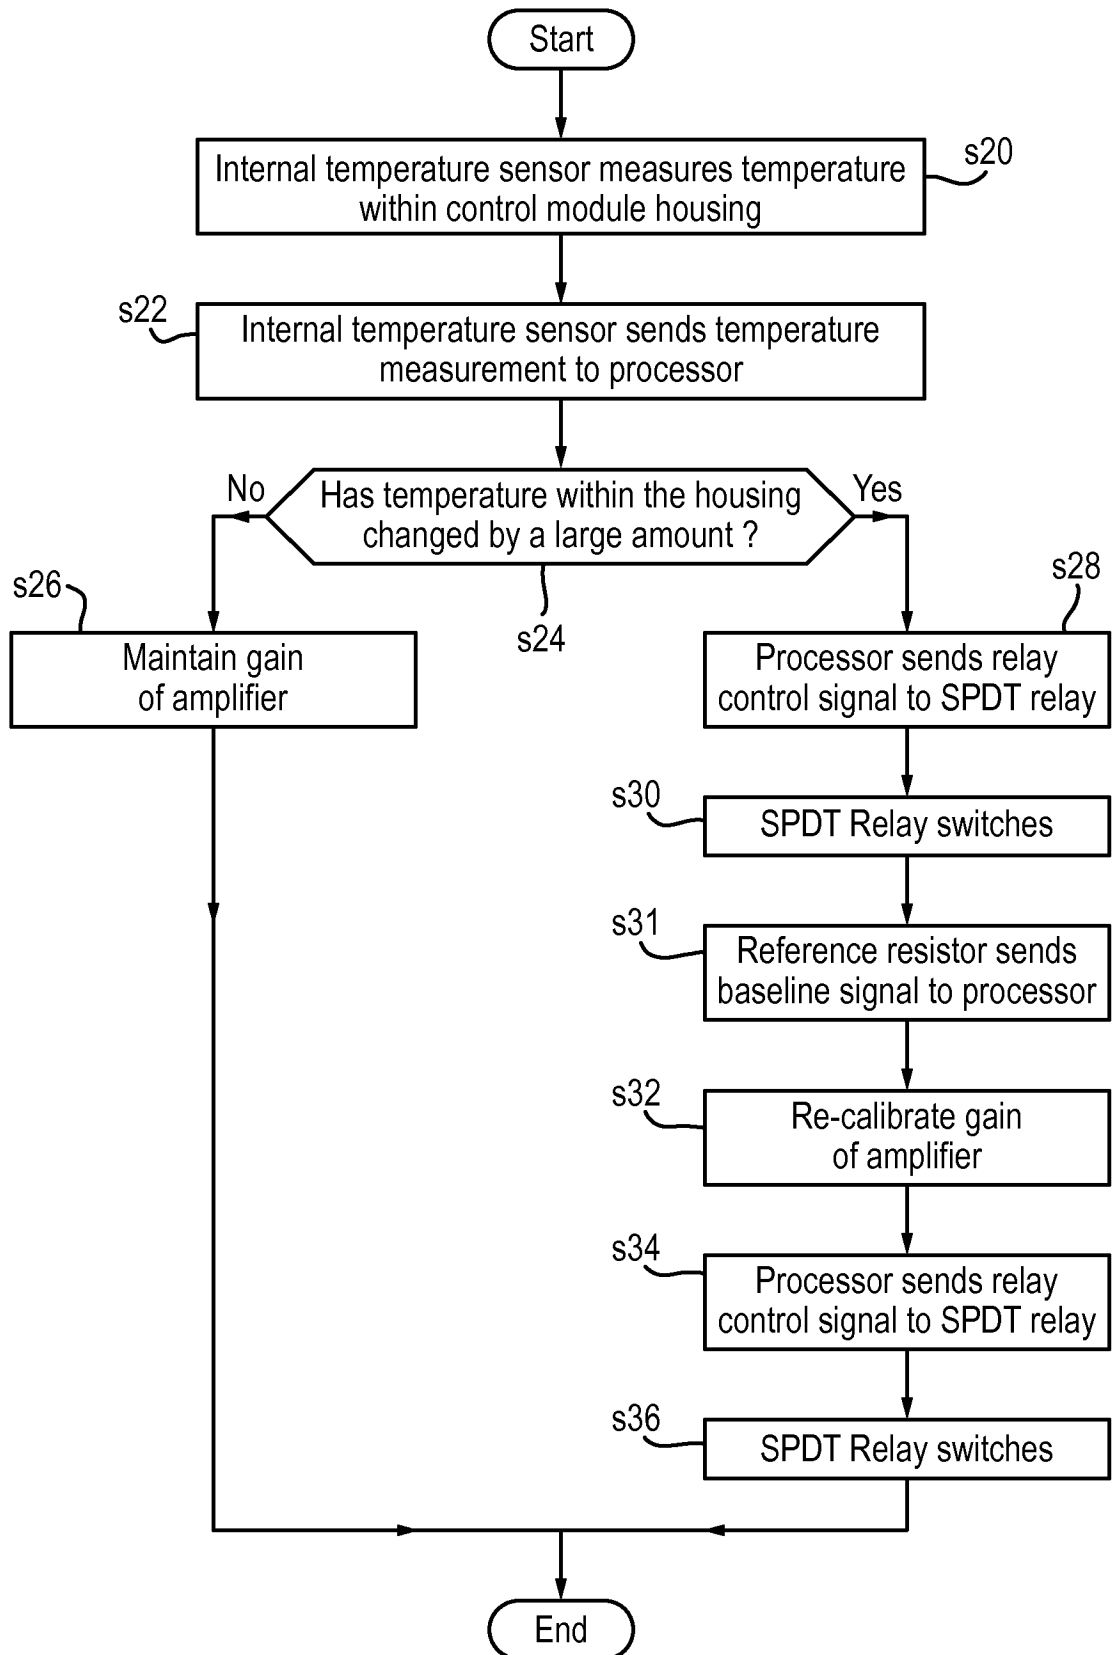 Start
Internal temperature sensor measures temperature
within control module housing
s20
s22
Internal temperature sensor sends temperature
measurement to processor
No
Has temperature within the housing
changed by a large amount ?
Yes
s24
s26
Maintain gain
of amplifier
s28
Processor sends relay
control signal to SPDT relay
s30
SPDT Relay switches
s31
Reference resistor sends
baseline signal to processor
s32
Re-calibrate gain
of amplifier
s34
Processor sends relay
control signal to SPDT relay
s36
SPDT Relay switches
End